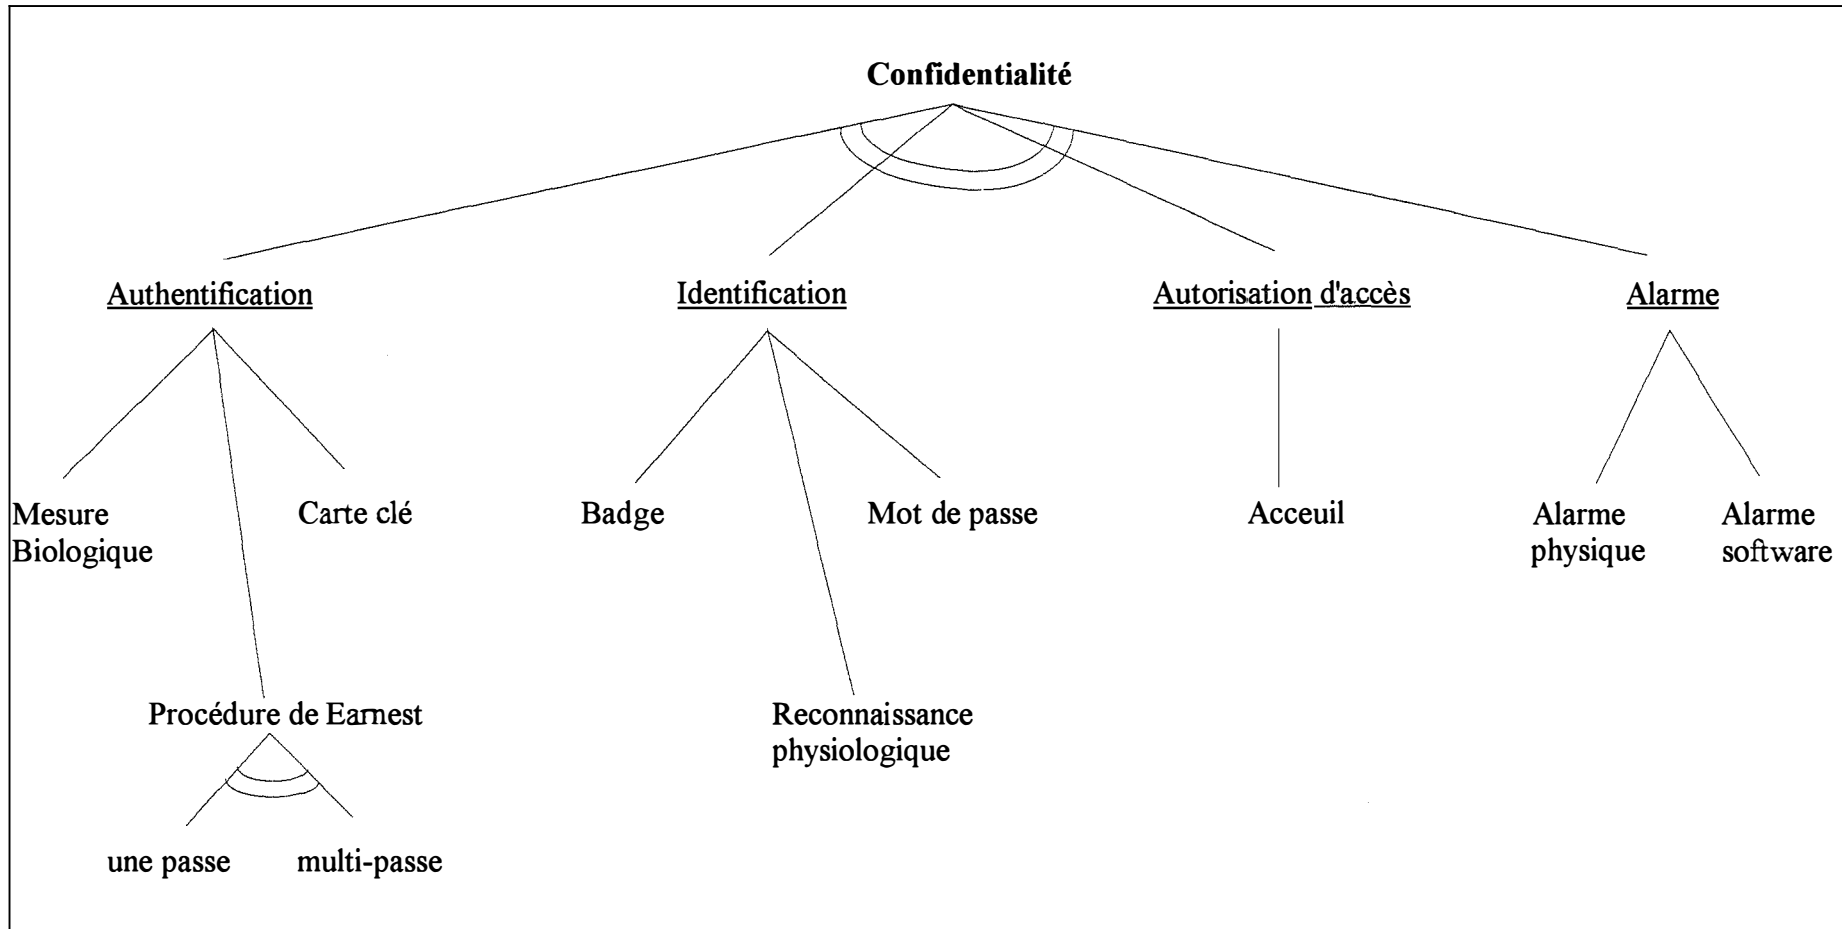 Confidentialité
Authentification
Identification
Autorisation d'accès
Alarme
Mesure
Biologique
Carte clé
Badge
Mot de passe
Acceuil
Alarme
physique
Alarme
software
Procédure de Earnest
Reconnaissance
physiologique
une passe
multi-passe